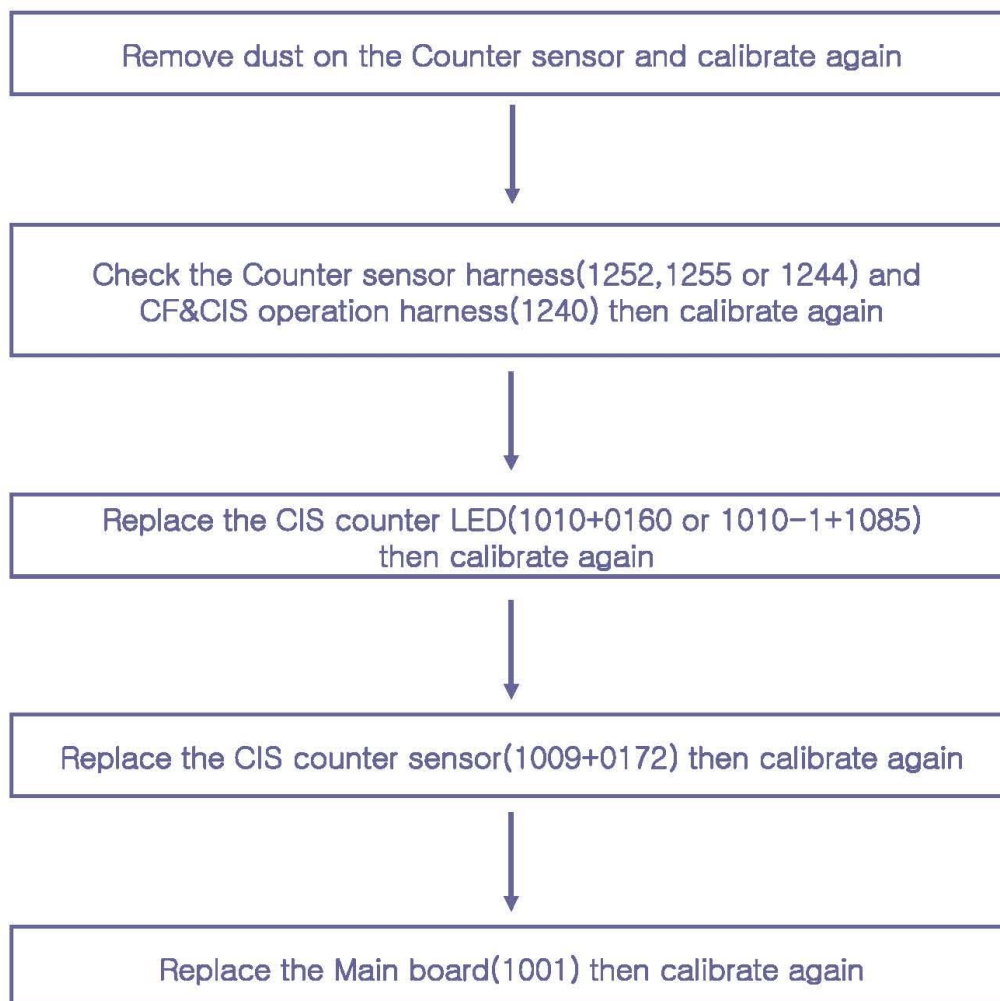 Remove dust on the Counter sensor and calibrate again
Check the Counter sensor harness(1252,1255 or 1244) and
CF&CIS operation harness(1240) then calibrate again
Replace the CIS counter LED(1010+0160 or 1010-1+1085)
then calibrate again
Replace the CIS counter sensor(1009+0172) then calibrate again
Replace the Main board(1001) then calibrate again